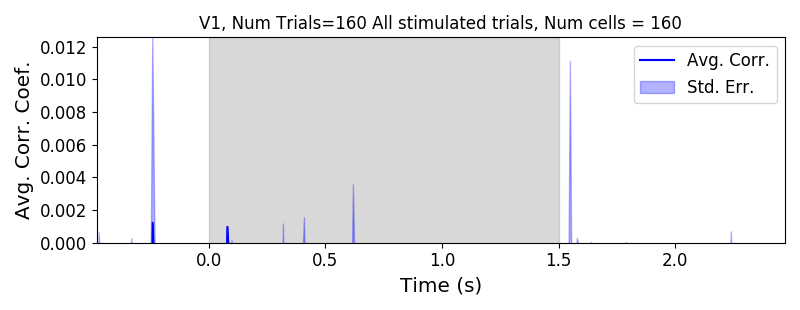 V1, Num Trials=160 All stimulated trials, Num cells = 160
Avg. Corr. Coef.
0.012
0.010
0.008
0.006
0.004
0.002
0.000
Avg. Corr.
Std. Err.
0.0 0.5 1.0 1.5 2.0
Time (s)